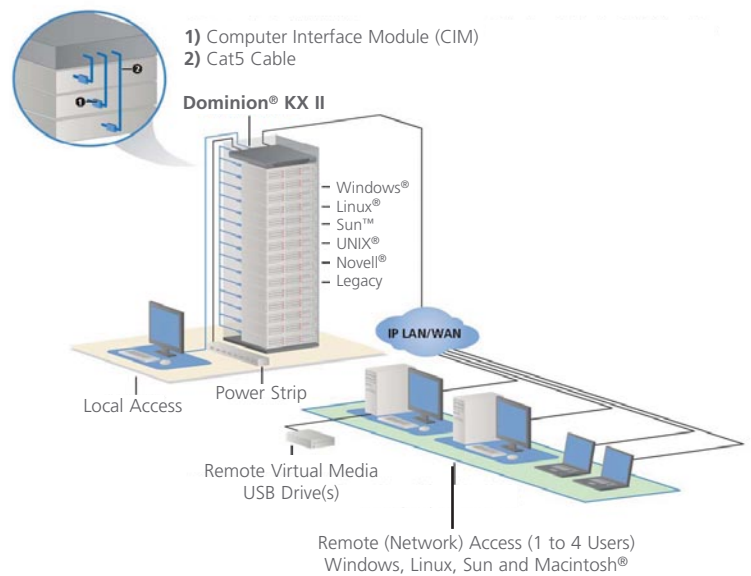 1) Computer Interface Module (CIM)
2) Cat5 Cable
Dominion® KX II
2
1
Windows®
Linux®
Sun™
UNIX®
Novell®
Legacy
IP LAN/WAN
Local Access
Power Strip
Remote Virtual Media
USB Drive(s)
Remote (Network) Access (1 to 4 Users)
Windows, Linux, Sun and Macintosh®